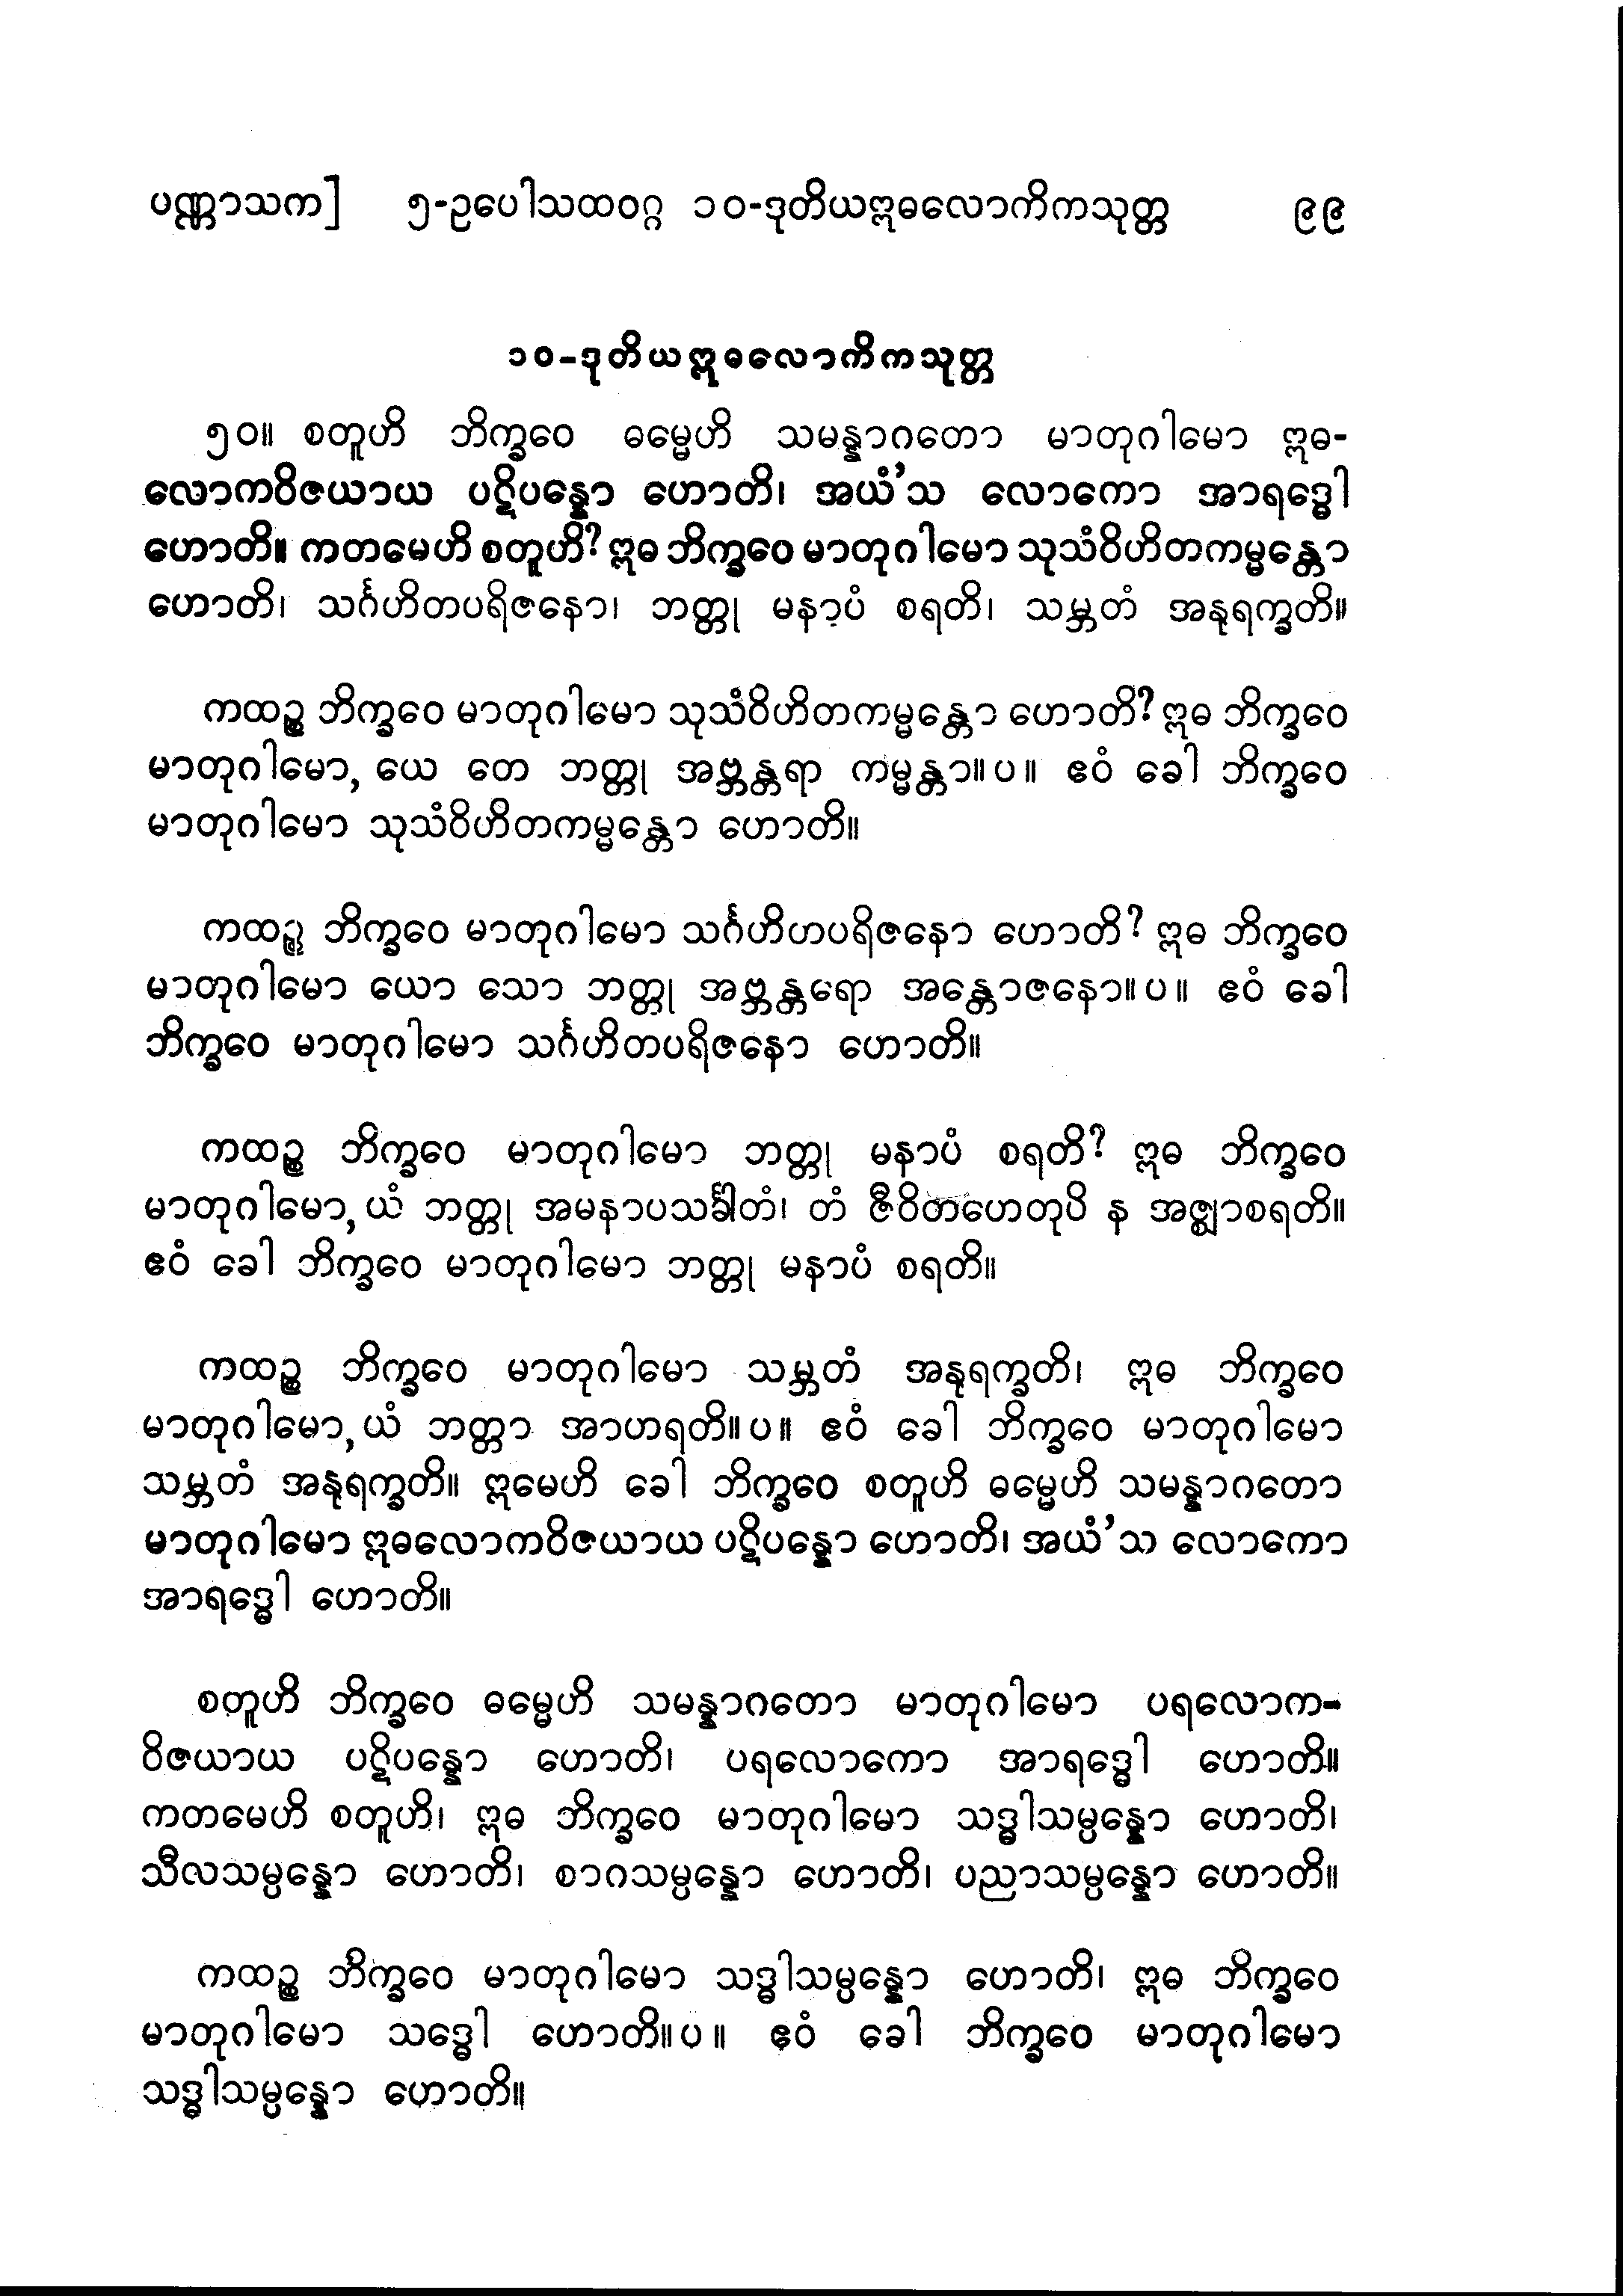 ပဏ္ဏာသက] ၅-ဥပေါသထဝဂ္ဂ ၁၀-ဒုတိယဣဓလောကိကသုတ္တ ၉၉
၁၀-ဒုတိယဣဓလောကိကသုတ္တ
၅၀။ စတူဟိ ဘိက္ခဝေ ဓမ္မေဟိ သမန္နာဂတော မာတုဂါမော ဣဓ-
လောကဝိဇယာယ ပဋိပန္နော ဟောတိ၊ အယံ'သ လောကော အာရဒ္ဓေါ
ဟောတိ။ ကတမေဟိ စတူဟိ? ဣဓ ဘိက္ခဝေ မာတုဂါမော သုသံဝိဟိတကမ္မန္တော
ဟောတိ၊ သင်္ဂဟိတပရိဇနော၊ ဘတ္တု မနာပံ စရတိ၊ သမ္ဘတံ အနုရက္ခတိ။
ကထဉ္စ ဘိက္ခဝေ မာတုဂါမော သုသံဝိဟိတကမ္မန္တော ဟောတိ? ဣဓ ဘိက္ခဝေ
မာတုဂါမော, ယေ တေ ဘတ္တု အဗ္ဘန္တရာ ကမ္မန္တာ။ပ။ ဧဝံ ခေါ ဘိက္ခဝေ
မာတုဂါမော သုသံဝိဟိတကမ္မန္တော ဟောတိ။
ကထဉ္စ ဘိက္ခဝေ မာတုဂါမော သင်္ဂဟိဟပရိဇနော ဟောတိ? ဣဓ ဘိက္ခဝေ
မာတုဂါမော ယော သော ဘတ္တု အဗ္ဘန္တရော အန္တောဇနော။ပ။ ဧဝံ ခေါ
ဘိက္ခဝေ မာတုဂါမော သင်္ဂဟိတပရိဇနော ဟောတိ။
ကထဉ္စ ဘိက္ခဝေ မာတုဂါမော ဘတ္တု မနာပံ စရတိ? ဣဓ ဘိက္ခဝေ
မာတုဂါမော, ယံ ဘတ္တု အမနာပသင်္ခါတံ၊ တံ ဇီဝိတဟေတုပိ န အဇ္ဈာစရတိ။
ဧဝံ ခေါ ဘိက္ခဝေ မာတုဂါမော ဘတ္တု မနာပံ စရတိ။
ကထဉ္စ ဘိက္ခဝေ မာတုဂါမော သမ္ဘတံ အနုရက္ခတိ၊ ဣဓ ဘိက္ခဝေ
မာတုဂါမော, ယံ ဘတ္တာ အာဟရတိ။ပ။ ဧဝံ ခေါ ဘိက္ခဝေ မာတုဂါမော
သမ္ဘတံ အနုရက္ခတိ။ ဣမေဟိ ခေါ ဘိက္ခဝေ စတူဟိ ဓမ္မေဟိ သမန္နာဂတော
မာတုဂါမော ဣဓလောကဝိဇယာယ ပဋိပန္နော ဟောတိ၊ အယံ'သ လောကော
အာရဒ္ဓေါ ဟောတိ။
စတူဟိ ဘိက္ခဝေ ဓမ္မေဟိ သမန္နာဂတော မာတုဂါမော ပရလောက-
ဝိဇယာယ ပဋိပန္နော ဟောတိ၊ ပရလောကော အာရဒ္ဓေါ ဟောတိ။
ကတမေဟိ စတူဟိ၊ ဣဓ ဘိက္ခဝေ မာတုဂါမော သဒ္ဓါသမ္ပန္နော ဟောတိ၊
သီလသမ္ပန္နော ဟောတိ၊ စာဂသမ္ပန္နော ဟောတိ၊ ပညာသမ္ပန္နော ဟောတိ။
ကထဉ္စ ဘိက္ခဝေ မာတုဂါမော သဒ္ဓါသမ္ပန္နော ဟောတိ၊ ဣဓ ဘိက္ခဝေ
မာတုဂါမော သဒ္ဓေါ ဟောတိ။ပ။ ဧဝံ ခေါ ဘိက္ခဝေ မာတုဂါမော
သဒ္ဓါသမ္ပန္နော ဟောတိ။